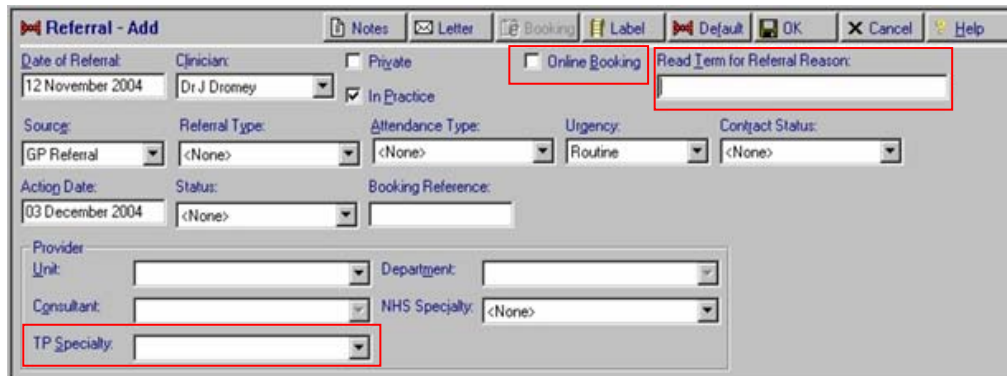 Referral - Add Notes Letter Booking Label Default OK Cancel Help
Date of Referral: Clinician: Private Online Booking Read Term for Referral Reason:
12 November 2004 Dr J Dromey In Practice
Source: Referral Type: Attendance Type: Urgency: Contract Status:
GP Referral <None> <None> Routine <None>
Action Date: Status: Booking Reference:
03 December 2004 <None>
Provider
Unit: Department:
Consultant: NHS Specialty: <None>
TP Specialty: